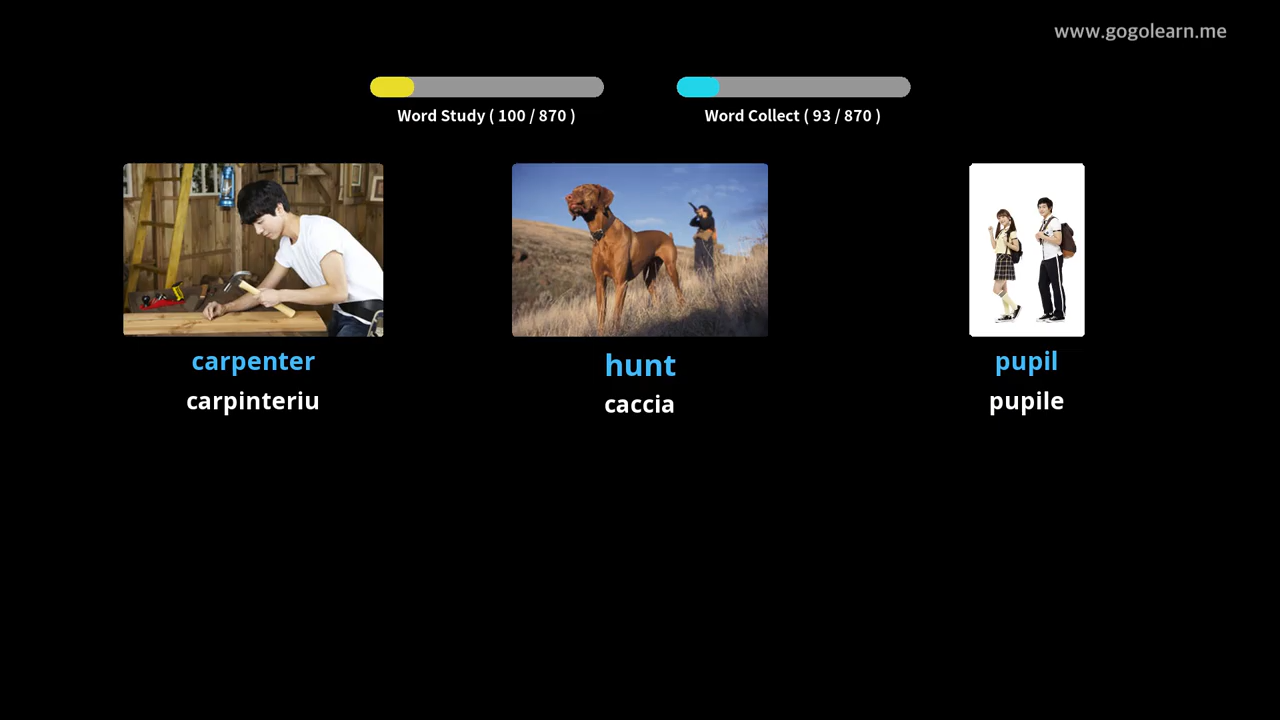 www.gogolearn.me
Word Study ( 100 / 870 )
Word Collect ( 93 / 870 )
carpenter
carpinteriu
hunt
caccia
pupil
pupile